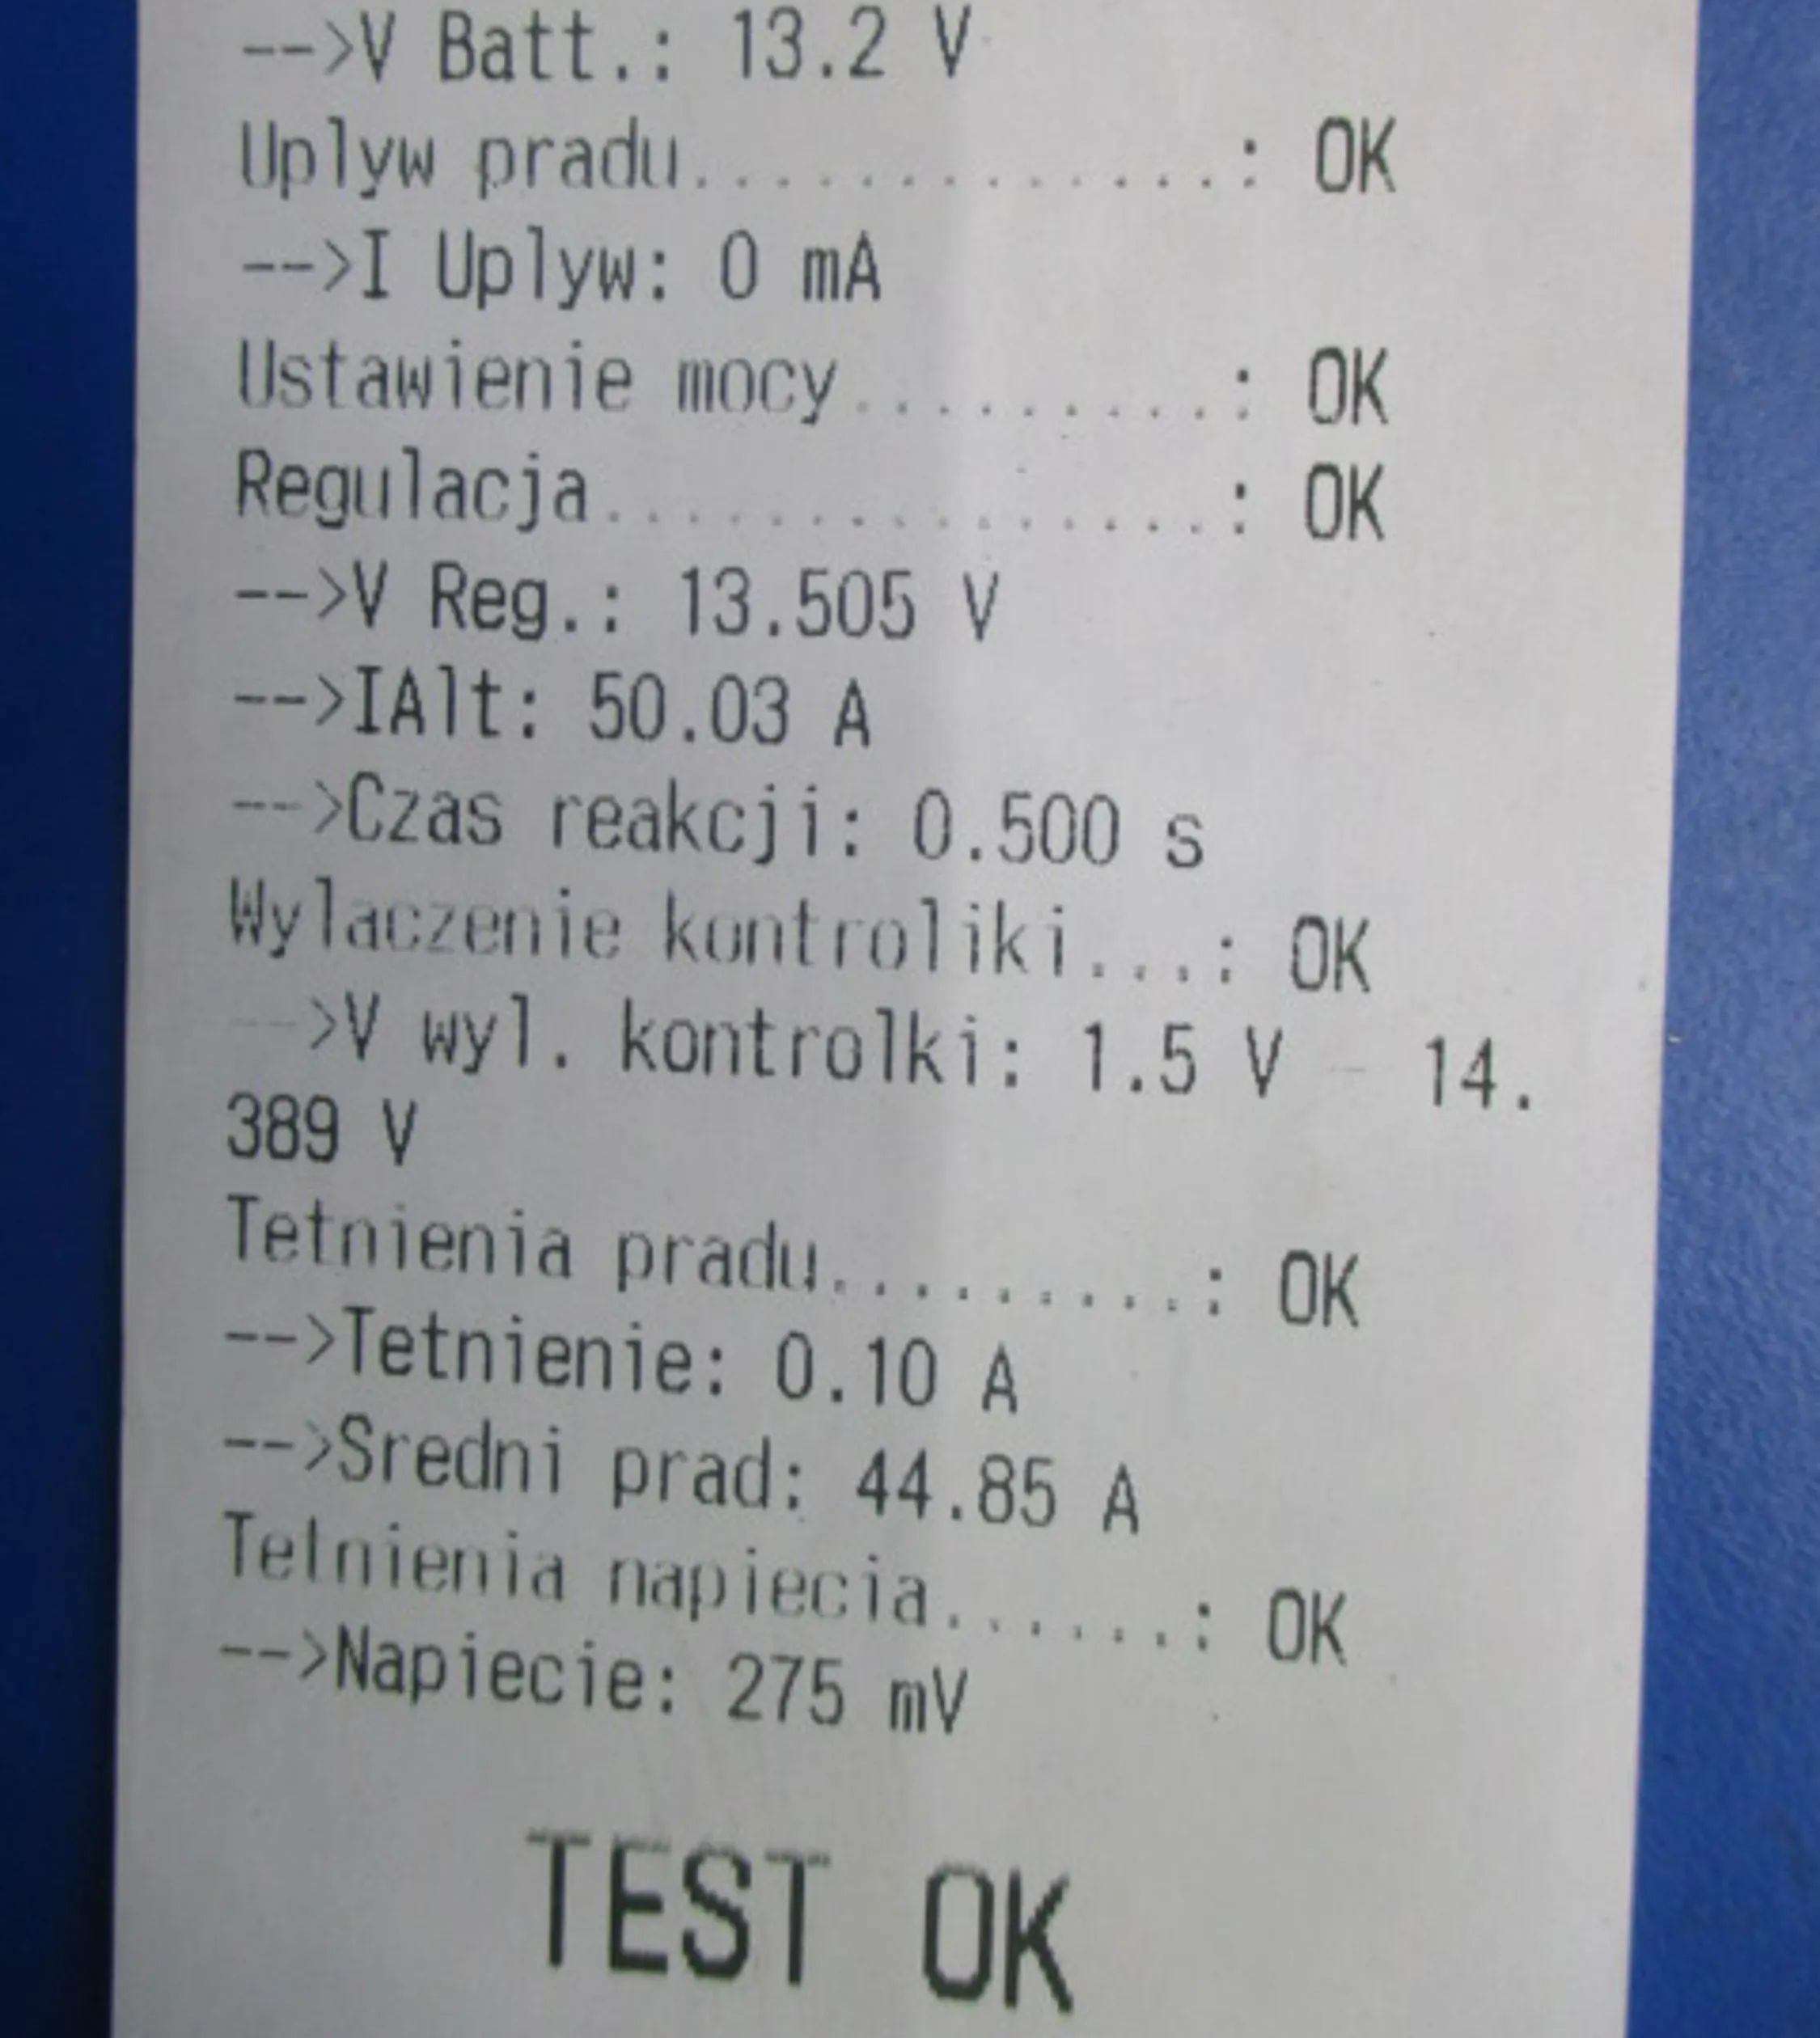 -->V Batt.: 13.2 V
Uplyw pradu..............: OK
-->I Uplyw: 0 mA
Ustawienie mocy.........: OK
Regulacja...............: OK
-->V Reg.: 13.505 V
-->IAlt: 50.03 A
-->Czas reakcji: 0.500 s
Wylaczenie kontroliki...: OK
-->V wyl. kontrolki: 1.5 V - 14.
389 V
Tetnienia pradu.........: OK
-->Tetnienie: 0.10 A
-->Sredni prad: 44.85 A
Tetnienia napiecia......: OK
-->Napiecie: 275 mV
TEST OK